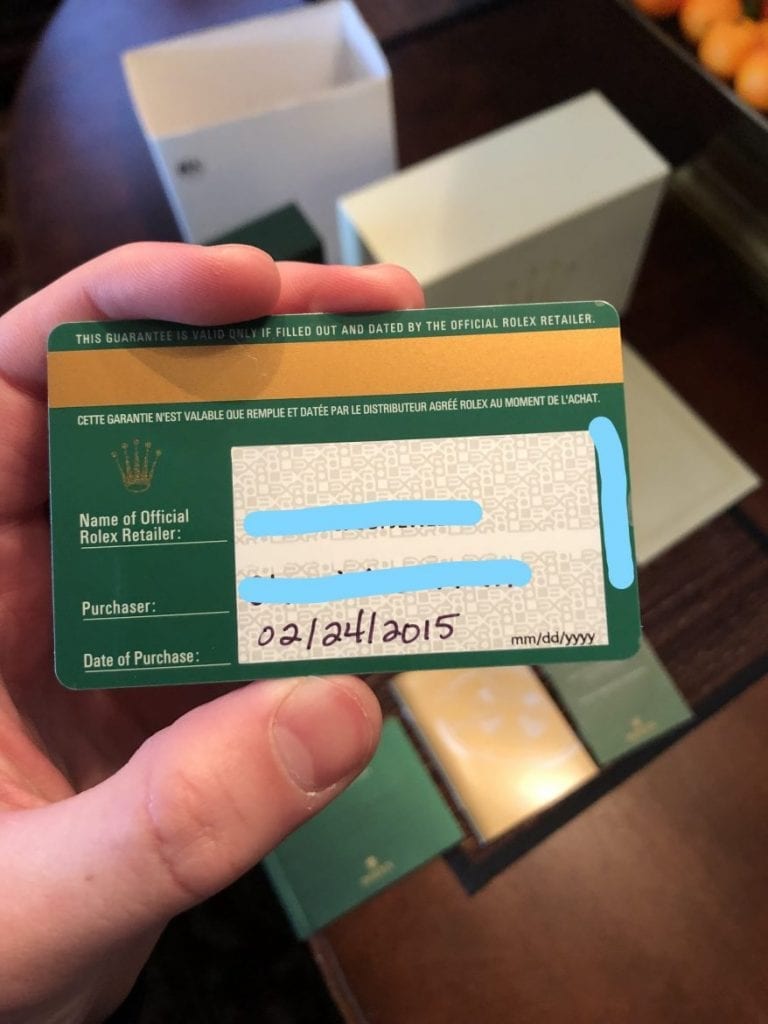 THIS GUARANTEE IS VALID ONLY IF FILLED OUT AND DATED BY THE OFFICIAL ROLEX RETAILER.
CETTE GARANTIE N'EST VALABLE QUE REMPLIE ET DATÉE PAR LE DISTRIBUTEUR AGRÉÉ ROLEX AU MOMENT DE L'ACHAT.
Name of Official
Rolex Retailer:
Purchaser:
Date of Purchase:
02/24/2015
mm/dd/yyyy